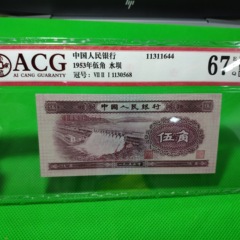 ACG
AI CANG GUARANTY
中国人民银行
11311644
1953年伍角 水坝
冠号: VII II I 1130568
67
中国人民银行
伍角